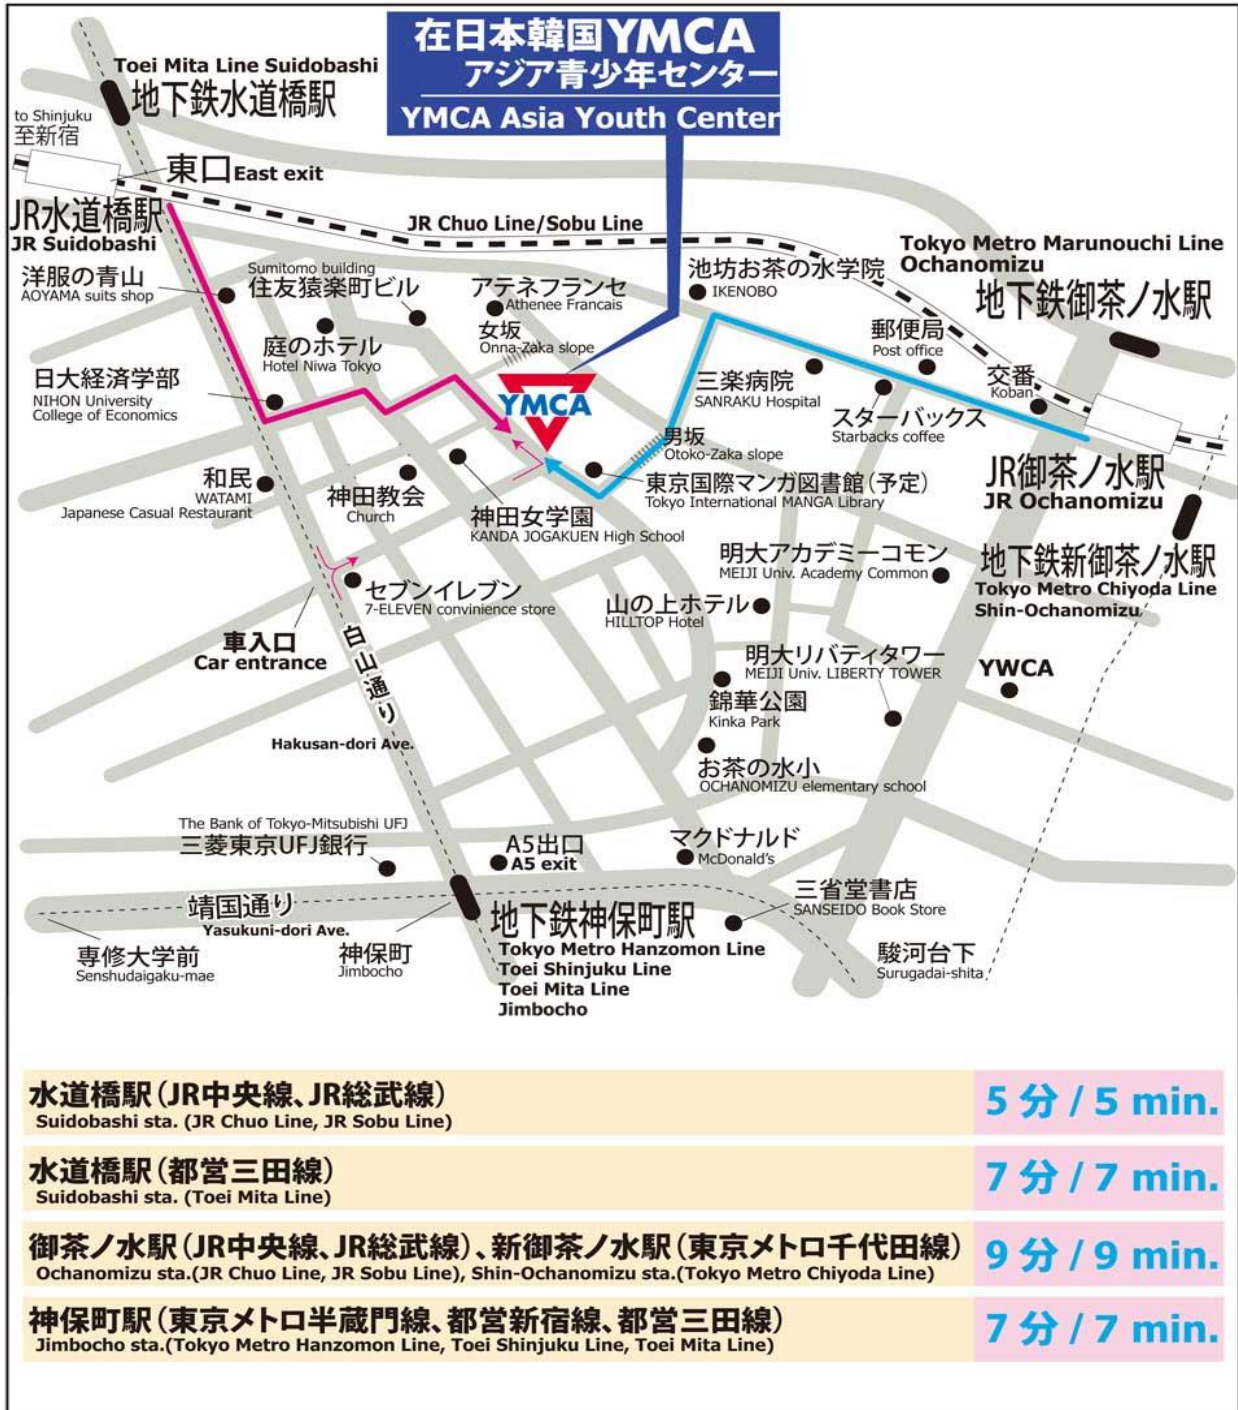 在日本韓国YMCA
アジア青少年センター
YMCA Asia Youth Center
Toei Mita Line Suidobashi
地下鉄水道橋駅
to Shinjuku
至新宿
東口East exit
JR水道橋駅
JR Suidobashi
JR Chuo Line/Sobu Line
Tokyo Metro Marunouchi Line
Ochanomizu
地下鉄御茶ノ水駅
洋服の青山
AOYAMA suits shop
Sumitomo building
住友猿楽町ビル
アテネフランセ
Athenee Francais
池坊お茶の水学院
IKENOBO
女坂
Onna-Zaka slope
庭のホテル
Hotel Niwa Tokyo
郵便局
Post office
日大経済学部
NIHON University
College of Economics
YMCA
三楽病院
SANRAKU Hospital
交番
Koban
スターバックス
Starbacks coffee
男坂
Otoko-Zaka slope
和民
WATAMI
Japanese Casual Restaurant
神田教会
Church
東京国際マンガ図書館(予定)
Tokyo International MANGA Library
JR御茶ノ水駅
JR Ochanomizu
神田女学園
KANDA JOGAKUEN High School
明大アカデミーコモン
MEIJI Univ. Academy Common
地下鉄新御茶ノ水駅
Tokyo Metro Chiyoda Line
Shin-Ochanomizu
セブンイレブン
7-ELEVEN convinience store
山の上ホテル
HILLTOP Hotel
車入口
Car entrance
白山通り
Hakusan-dori Ave.
明大リバティタワー
MEIJI Univ. LIBERTY TOWER
YWCA
錦華公園
Kinka Park
お茶の水小
OCHANOMIZU elementary school
The Bank of Tokyo-Mitsubishi UFJ
三菱東京UFJ銀行
A5出口
A5 exit
マクドナルド
McDonald's
靖国通り
Yasukuni-dori Ave.
三省堂書店
SANSEIDO Book Store
専修大学前
Senshudaigaku-mae
神保町
Jimbocho
地下鉄神保町駅
Tokyo Metro Hanzomon Line
Toei Shinjuku Line
Toei Mita Line
Jimbocho
駿河台下
Surugadai-shita
水道橋駅(JR中央線、JR総武線)
Suidobashi sta. (JR Chuo Line, JR Sobu Line)
5 分 / 5 min.
水道橋駅(都営三田線)
Suidobashi sta. (Toei Mita Line)
7 分 / 7 min.
御茶ノ水駅(JR中央線、JR総武線)、新御茶ノ水駅(東京メトロ千代田線)
Ochanomizu sta.(JR Chuo Line, JR Sobu Line), Shin-Ochanomizu sta.(Tokyo Metro Chiyoda Line)
9 分 / 9 min.
神保町駅(東京メトロ半蔵門線、都営新宿線、都営三田線)
Jimbocho sta.(Tokyo Metro Hanzomon Line, Toei Shinjuku Line, Toei Mita Line)
7 分 / 7 min.